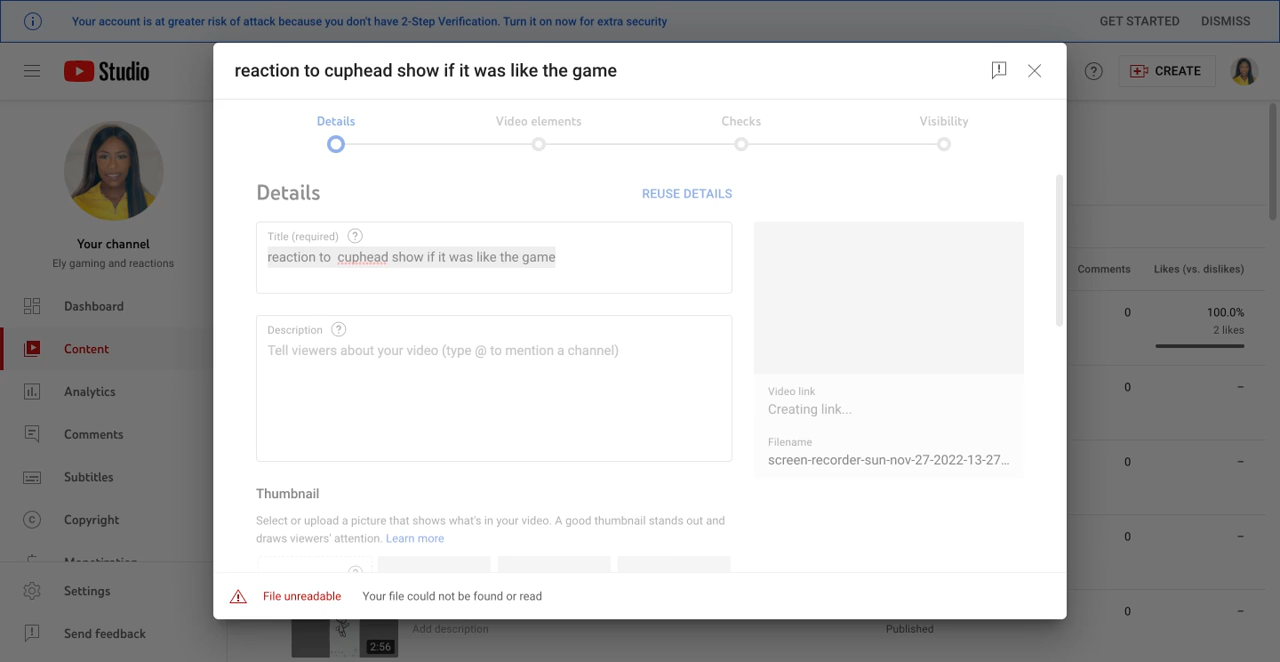 Your account is at greater risk of attack because you don't have 2-Step Verification. Turn it on now for extra security
GET STARTED DISMISS
Studio
CREATE
reaction to cuphead show if it was like the game
Details Video elements Checks Visibility
Your channel
Ely gaming and reactions
Dashboard
Content
Analytics
Comments
Subtitles
Copyright
Monetization
Settings
Send feedback
Details
REUSE DETAILS
Title (required)
reaction to cuphead show if it was like the game
Description
Tell viewers about your video (type @ to mention a channel)
Video link
Creating link...
Filename
screen-recorder-sun-nov-27-2022-13-27...
Thumbnail
Select or upload a picture that shows what's in your video. A good thumbnail stands out and
draws viewers' attention. Learn more
File unreadable Your file could not be found or read
Comments Likes (vs. dislikes)
0 100.0%
2 likes
0 –
0 –
0 –
0 –
2:56
Add description
Published